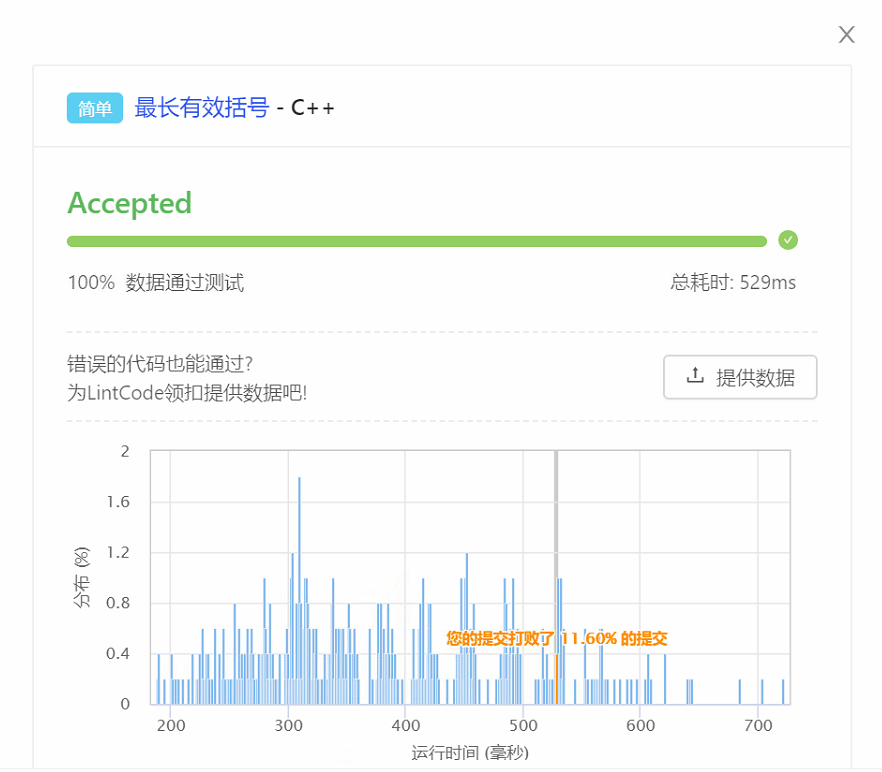 X
简单 最长有效括号 - C++
Accepted
100% 数据通过测试 总耗时: 529ms
错误的代码也能通过?
为LintCode领扣提供数据吧!
提供数据
2
1.6
1.2
0.8
0.4
0
分布 (%)
您的提交打败了 11.60% 的提交
200 300 400 500 600 700
运行时间 (毫秒)